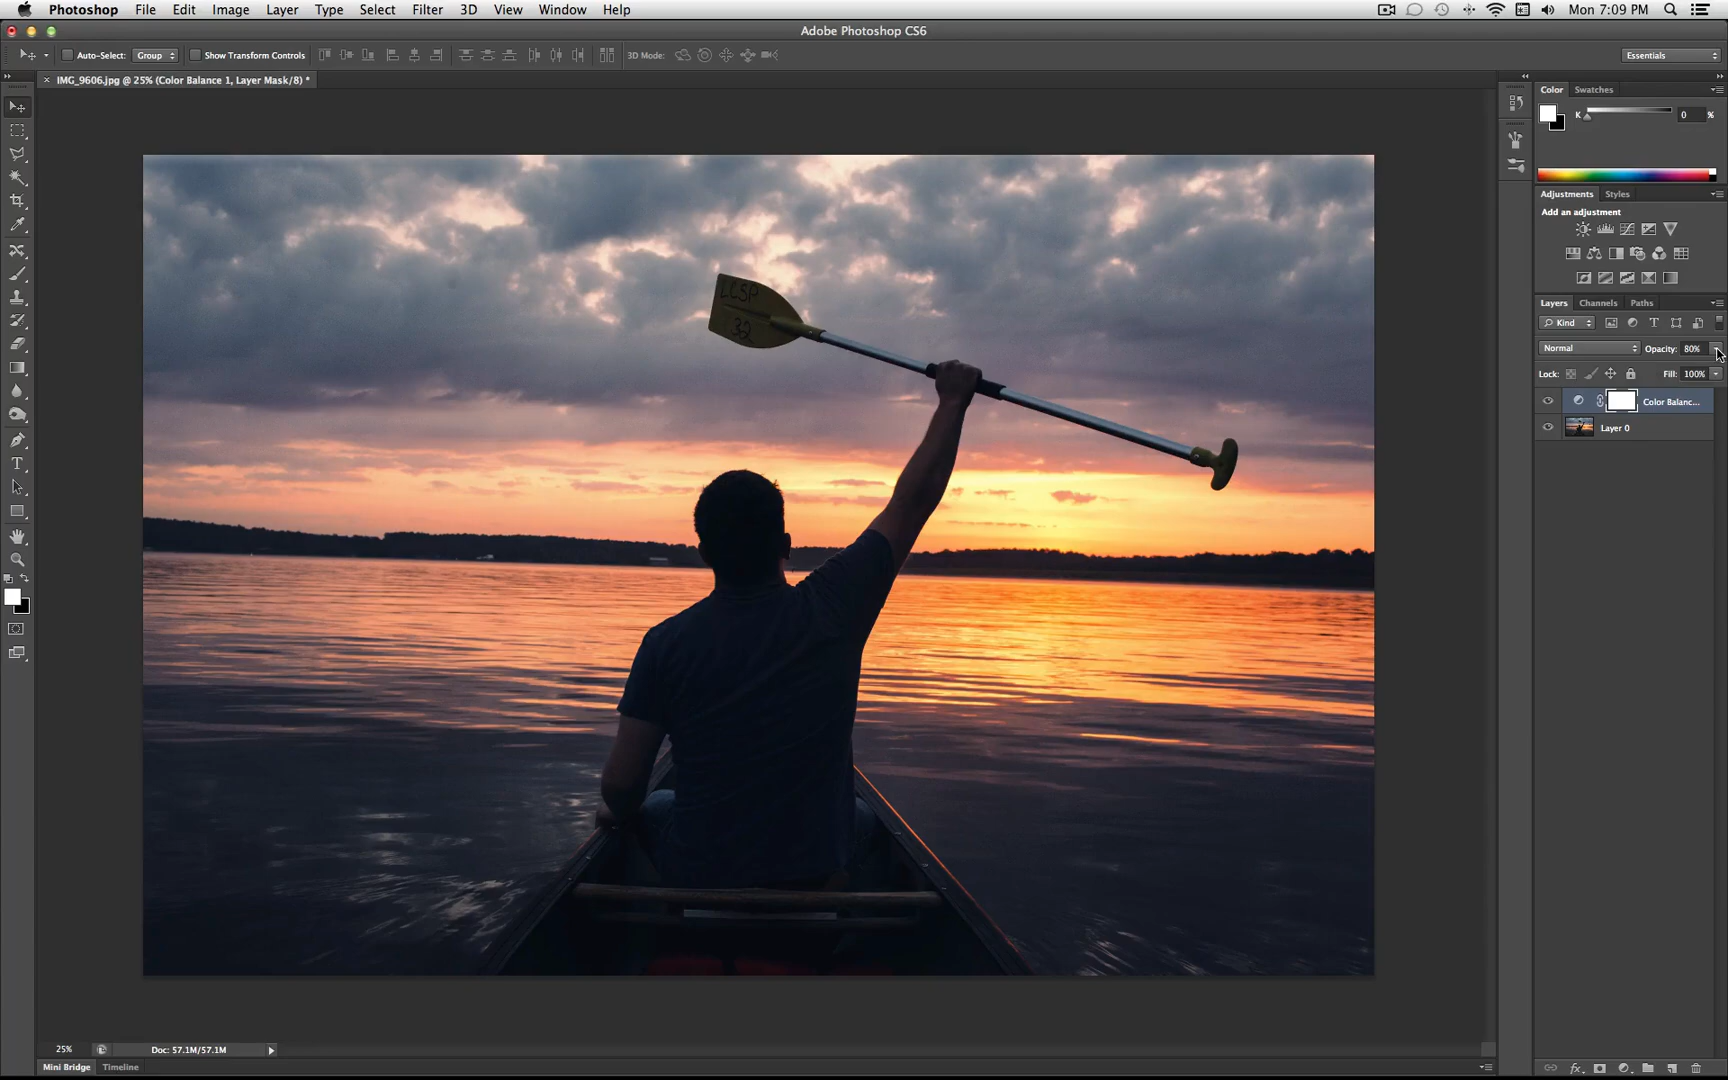 Photoshop File Edit Image Layer Type Select Filter 3D View Window Help Mon 7:09 PM
Adobe Photoshop CS6
Auto-Select: Group Show Transform Controls 3D Mode: Essentials
× IMG_9606.jpg @ 25% (Color Balance 1, Layer Mask/8) *
Color Swatches
K 0 %
Adjustments Styles
Add an adjustment
Layers Channels Paths
Kind
Normal Opacity: 80%
Lock: Fill: 100%
Color Balanc...
Layer 0
LCSP
32
25% Doc: 57.1M/57.1M
Mini Bridge Timeline
fx